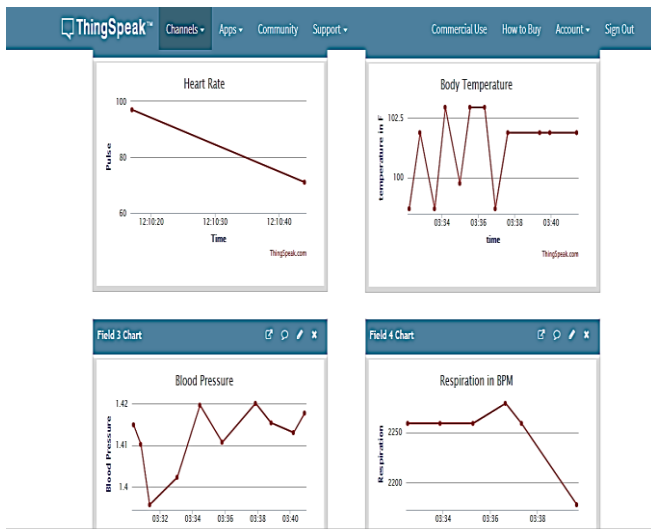 ThingSpeak™ Channels Apps Community Support Commercial Use How to Buy Account Sign Out
Heart Rate
100
80
60
Pulse
12:10:20 12:10:30 12:10:40
Time
ThingSpeak.com
Body Temperature
102.5
100
temperature in F
03:34 03:36 03:38 03:40
time
ThingSpeak.com
Field 3 Chart
Blood Pressure
1.42
1.41
1.4
Blood Pressure
03:32 03:34 03:36 03:38 03:40
Field 4 Chart
Respiration in BPM
2250
2200
Respiration
03:34 03:36 03:38